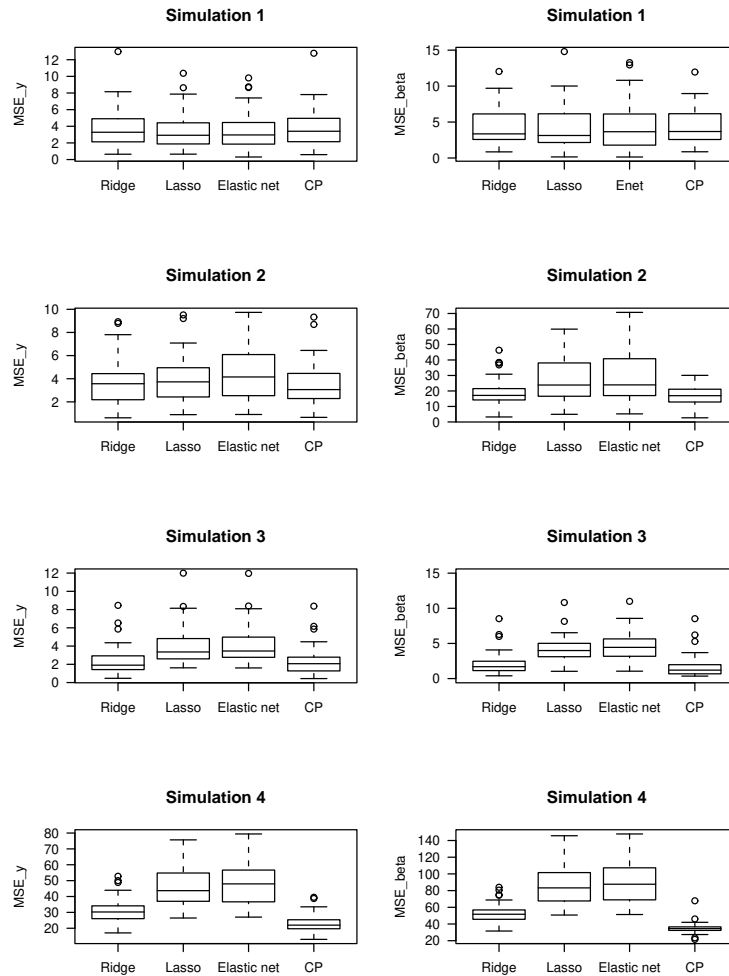 Simulation 1
MSE_y
12
10
8
6
4
2
0
Ridge Lasso Elastic net CP
Simulation 1
MSE_beta
15
10
5
0
Ridge Lasso Enet CP
Simulation 2
MSE_y
10
8
6
4
2
Ridge Lasso Elastic net CP
Simulation 2
MSE_beta
70
60
50
40
30
20
10
0
Ridge Lasso Elastic net CP
Simulation 3
MSE_y
12
10
8
6
4
2
0
Ridge Lasso Elastic net CP
Simulation 3
MSE_beta
15
10
5
0
Ridge Lasso Elastic net CP
Simulation 4
MSE_y
80
70
60
50
40
30
20
Ridge Lasso Elastic net CP
Simulation 4
MSE_beta
140
120
100
80
60
40
20
Ridge Lasso Elastic net CP